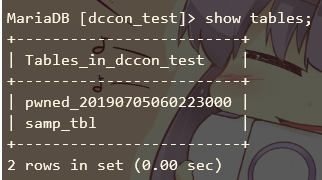 MariaDB [dccon_test]> show tables;
+-------------------------+
| Tables_in_dccon_test    |
+-------------------------+
| pwned_20190705060223000 |
| samp_tbl                |
+-------------------------+
2 rows in set (0.00 sec)